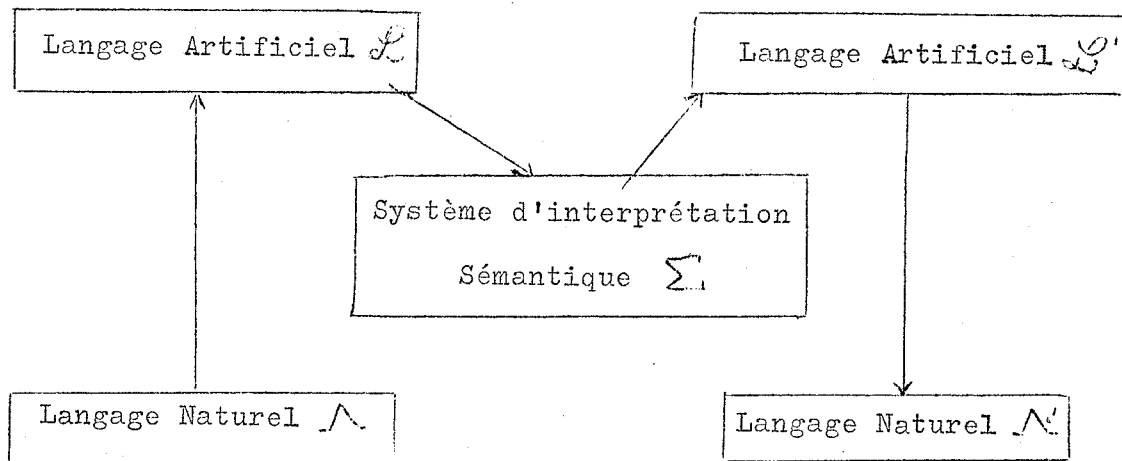 Langage Artificiel ℒ
Langage Artificiel ℒ'
Système d'interprétation
Sémantique Σ
Langage Naturel 𝒩
Langage Naturel 𝒩'